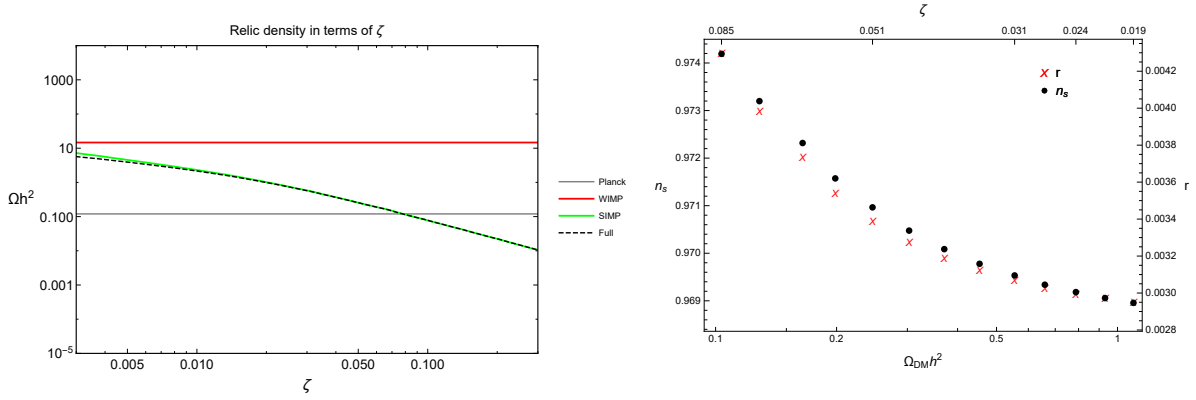 Relic density in terms of ζ
1000
10
0.100
0.001
10⁻⁵
Ωh²
0.005
0.010
0.050
0.100
ζ
Planck
WIMP
SIMP
Full
ζ
0.085
0.051
0.031
0.024
0.019
0.974
0.973
0.972
0.971
0.970
0.969
n_s
x r
• n_s
0.0042
0.0040
0.0038
0.0036
0.0034
0.0032
0.0030
0.0028
r
0.1
0.2
0.5
1
Ω_DM h²